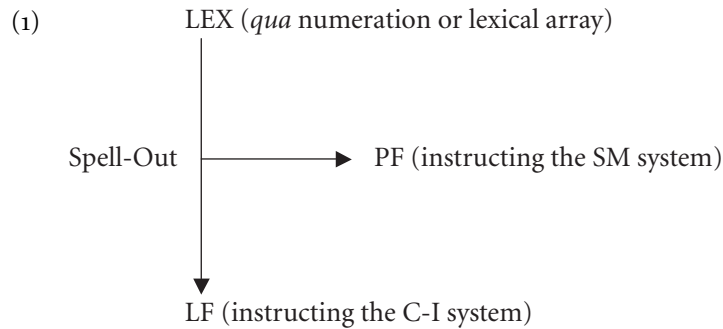 (1) LEX (qua numeration or lexical array)
Spell-Out PF (instructing the SM system)
LF (instructing the C-I system)